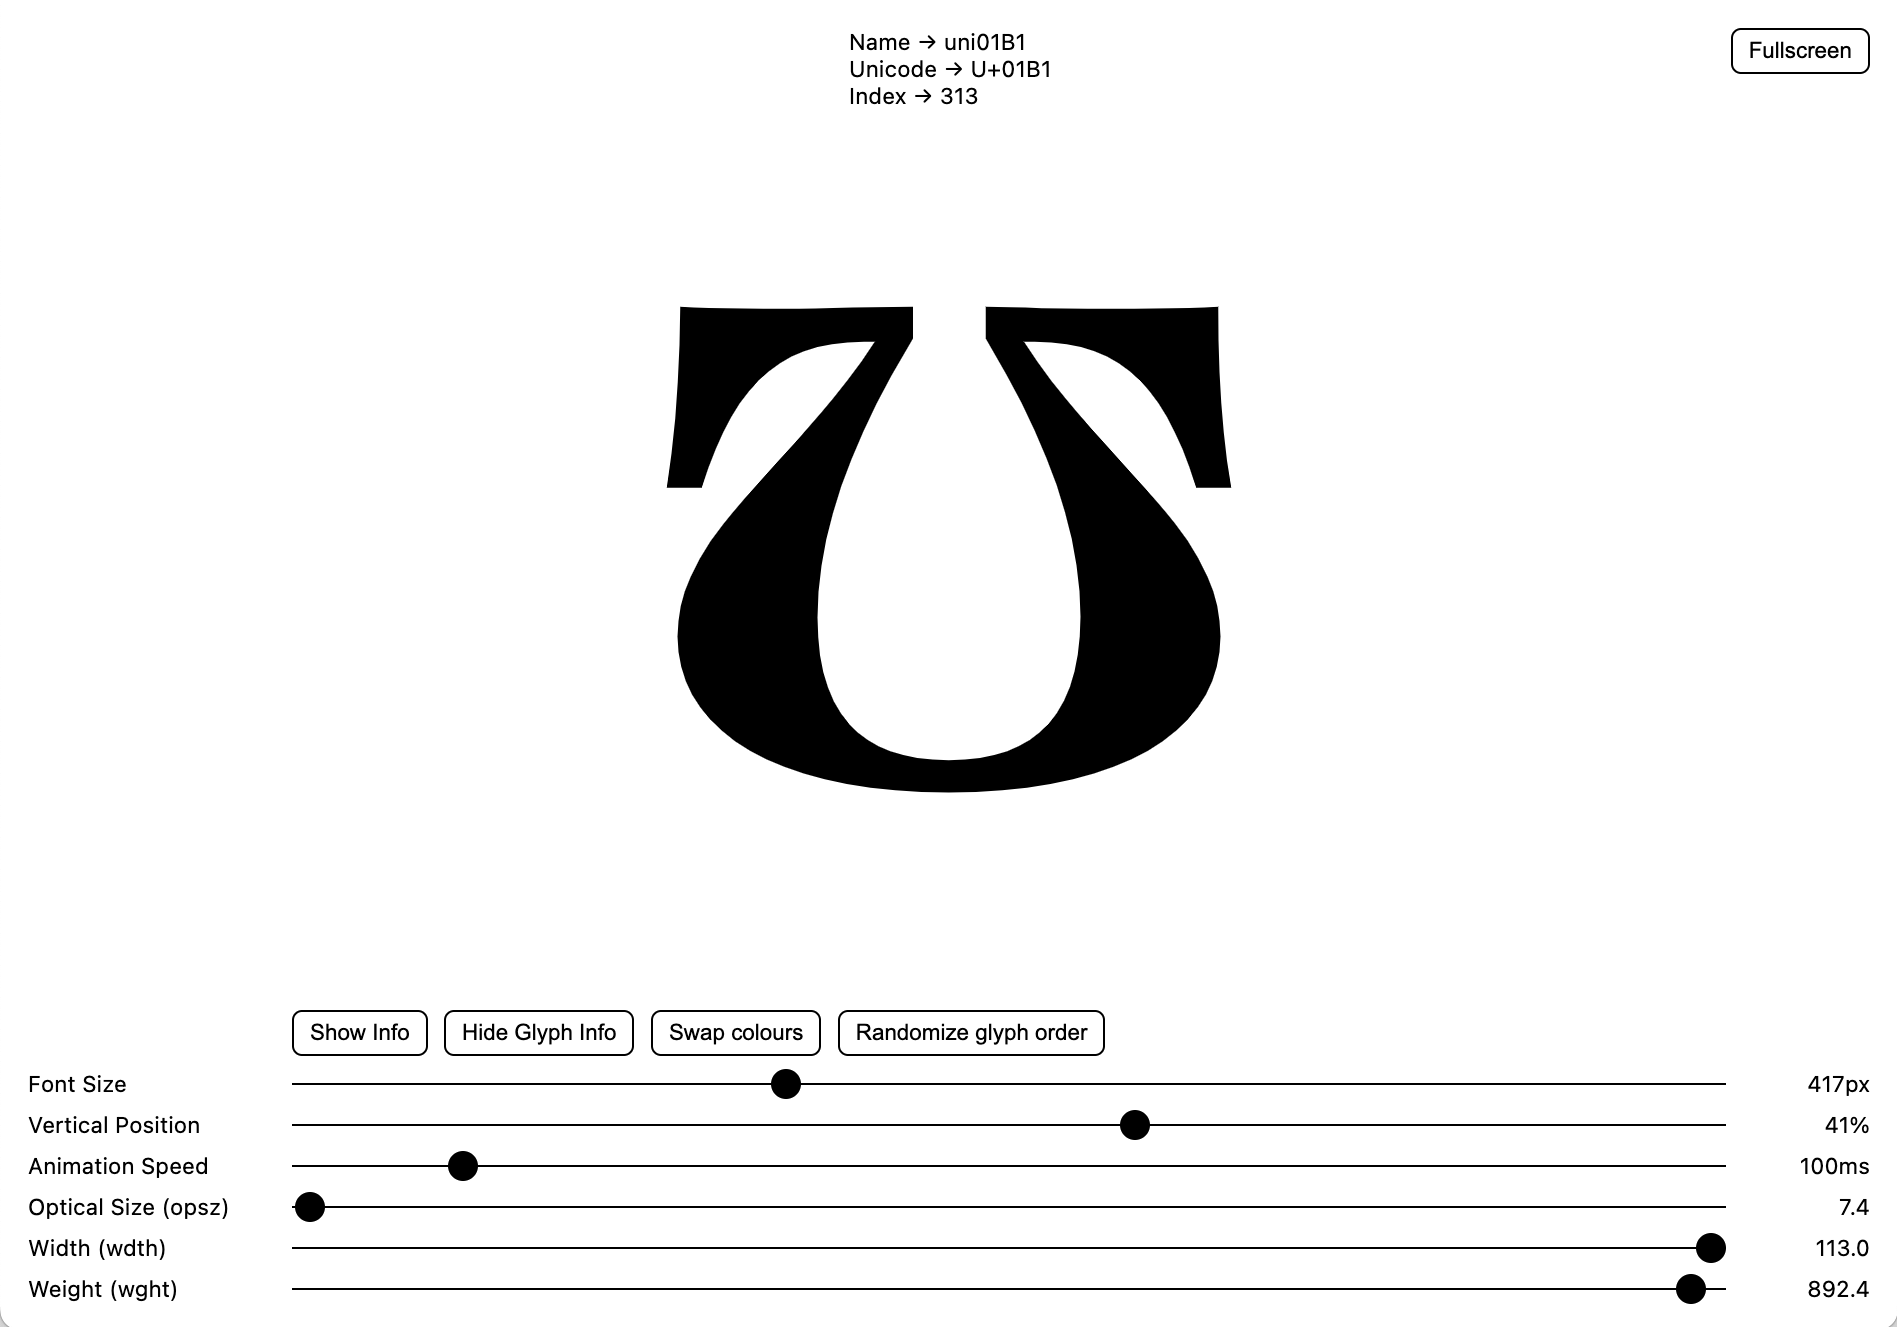 Name → uni01B1
Unicode → U+01B1
Index → 313
Fullscreen
Ʊ
Show Info
Hide Glyph Info
Swap colours
Randomize glyph order
Font Size 417px
Vertical Position 41%
Animation Speed 100ms
Optical Size (opsz) 7.4
Width (wdth) 113.0
Weight (wght) 892.4